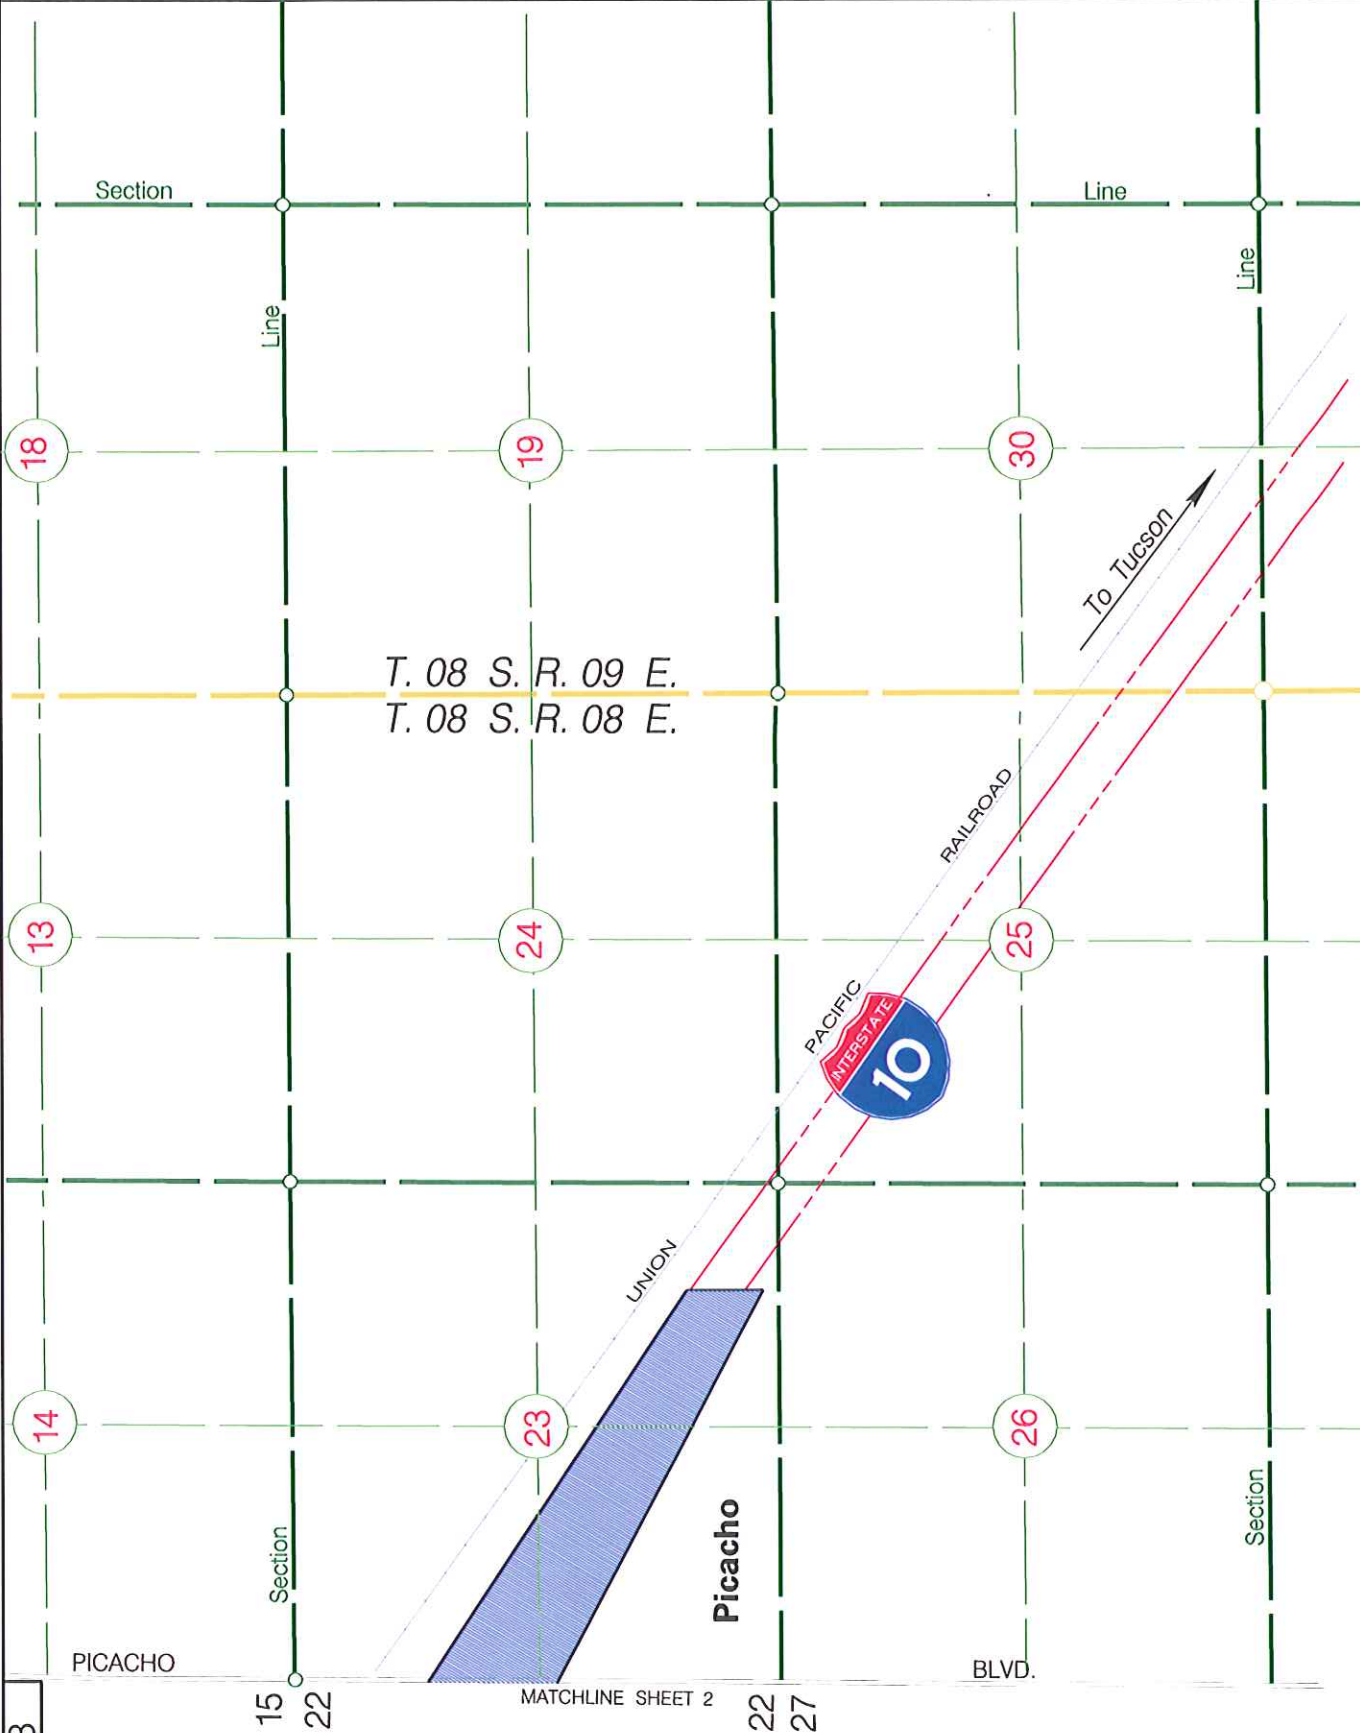 Section
Line
Line
Line
18
19
30
To Tucson
T. 08 S. R. 09 E.
T. 08 S. R. 08 E.
RAILROAD
13
24
25
PACIFIC
INTERSTATE
10
UNION
14
23
26
Picacho
Section
Section
PICACHO
BLVD.
MATCHLINE SHEET 2
15
22
22
27